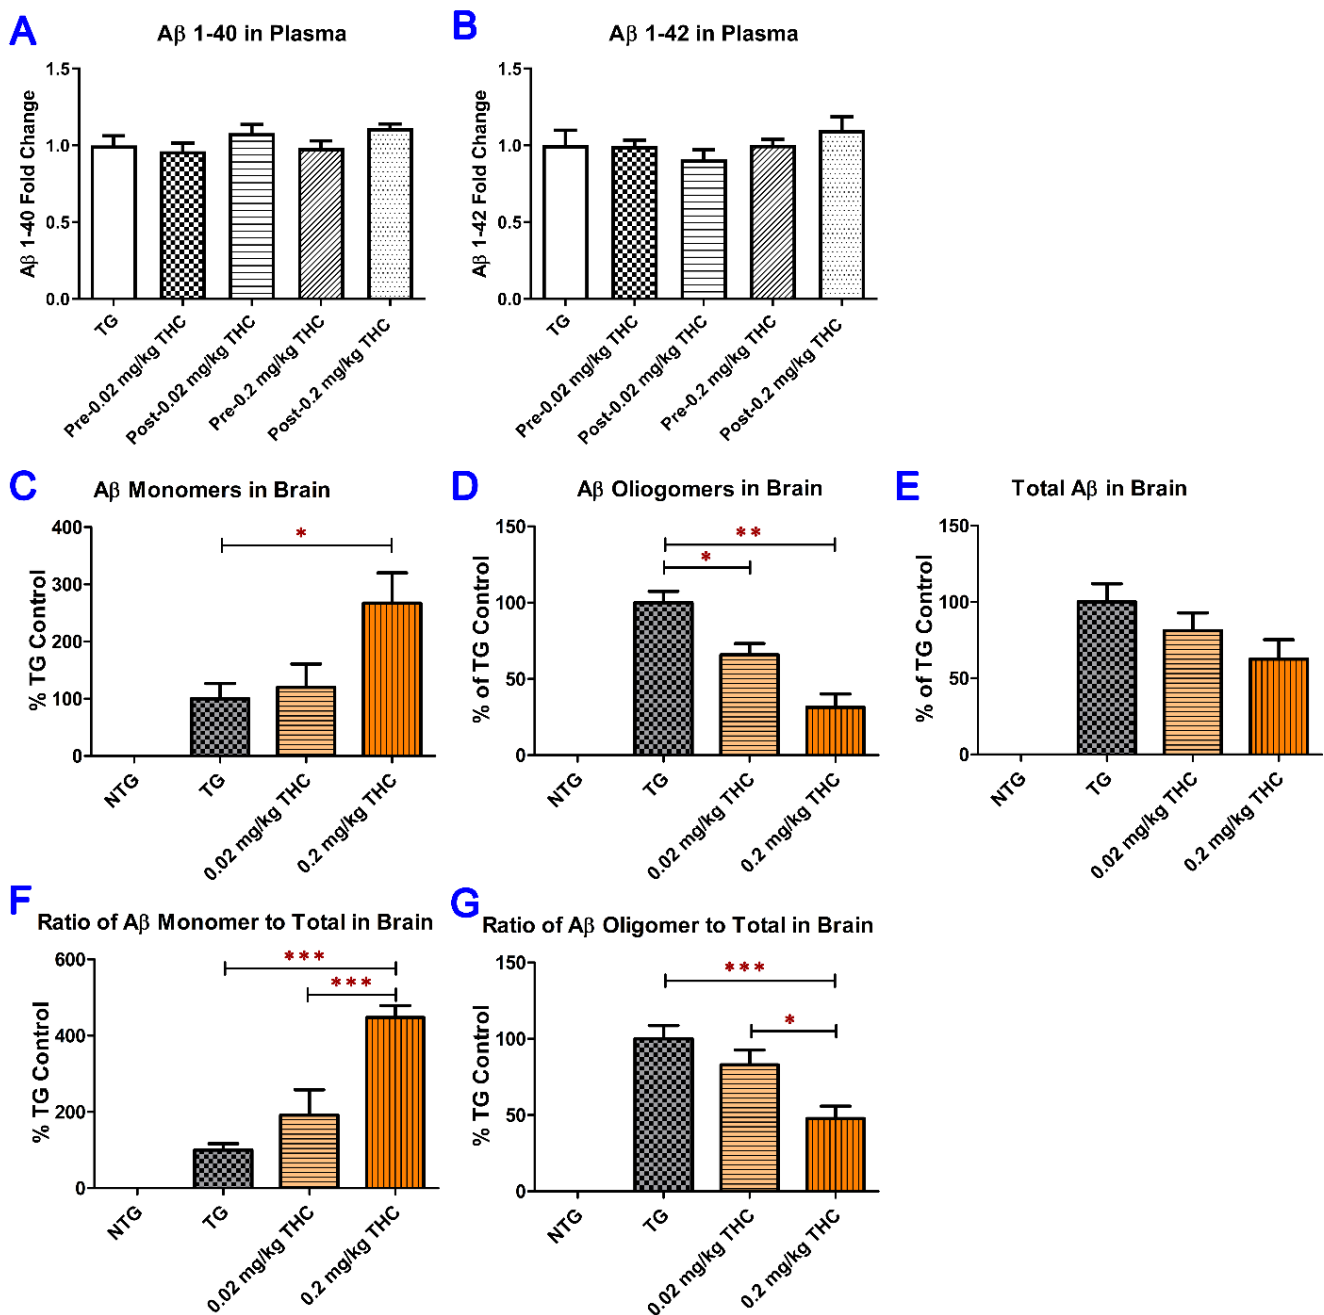 A
Aβ 1-40 in Plasma
Aβ 1-40 Fold Change
1.5
1.0
0.5
0.0
TG
Pre-0.02 mg/kg THC
Post-0.02 mg/kg THC
Pre-0.2 mg/kg THC
Post-0.2 mg/kg THC
B
Aβ 1-42 in Plasma
Aβ 1-42 Fold Change
1.5
1.0
0.5
0.0
TG
Pre-0.02 mg/kg THC
Post-0.02 mg/kg THC
Pre-0.2 mg/kg THC
Post-0.2 mg/kg THC
C
Aβ Monomers in Brain
% TG Control
400
300
200
100
0
*
NTG
TG
0.02 mg/kg THC
0.2 mg/kg THC
D
Aβ Oliogomers in Brain
% of TG Control
150
100
50
0
**
*
NTG
TG
0.02 mg/kg THC
0.2 mg/kg THC
E
Total Aβ in Brain
% of TG Control
150
100
50
0
NTG
TG
0.02 mg/kg THC
0.2 mg/kg THC
F
Ratio of Aβ Monomer to Total in Brain
% TG Control
600
400
200
0
***
***
NTG
TG
0.02 mg/kg THC
0.2 mg/kg THC
G
Ratio of Aβ Oligomer to Total in Brain
% TG Control
150
100
50
0
***
*
NTG
TG
0.02 mg/kg THC
0.2 mg/kg THC